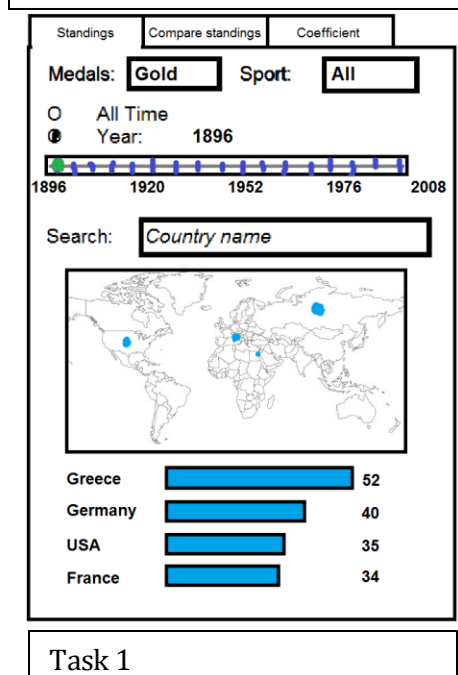 Standings Compare standings Coefficient
Medals: Gold Sport: All
All Time
Year: 1896
1896 1920 1952 1976 2008
Search: Country name
Greece 52
Germany 40
USA 35
France 34
Task 1